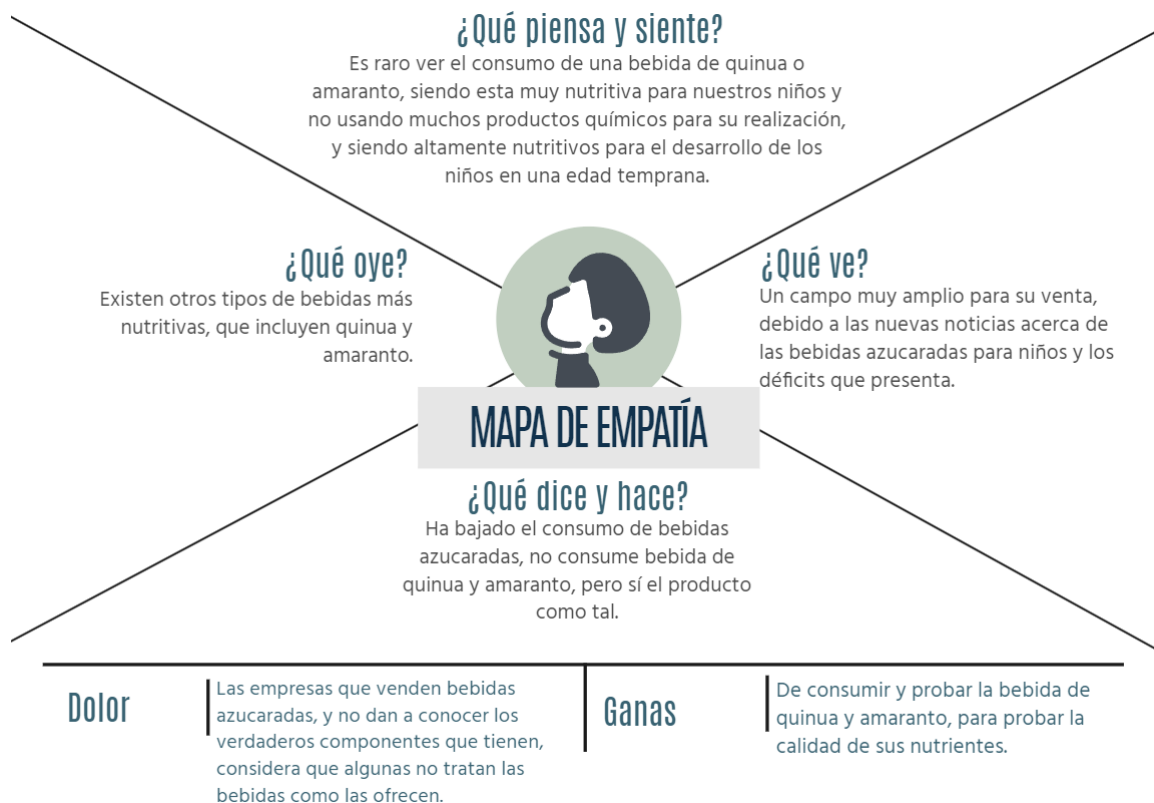 ¿Qué piensa y siente?
Es raro ver el consumo de una bebida de quinua o
amaranto, siendo esta muy nutritiva para nuestros niños y
no usando muchos productos químicos para su realización,
y siendo altamente nutritivos para el desarrollo de los
niños en una edad temprana.
¿Qué oye?
Existen otros tipos de bebidas más
nutritivas, que incluyen quinua y
amaranto.
¿Qué ve?
Un campo muy amplio para su venta,
debido a las nuevas noticias acerca de
las bebidas azucaradas para niños y los
déficits que presenta.
MAPA DE EMPATÍA
¿Qué dice y hace?
Ha bajado el consumo de bebidas
azucaradas, no consume bebida de
quinua y amaranto, pero sí el producto
como tal.
Dolor
Las empresas que venden bebidas
azucaradas, y no dan a conocer los
verdaderos componentes que tienen,
considera que algunas no tratan las
bebidas como las ofrecen.
Ganas
De consumir y probar la bebida de
quinua y amaranto, para probar la
calidad de sus nutrientes.